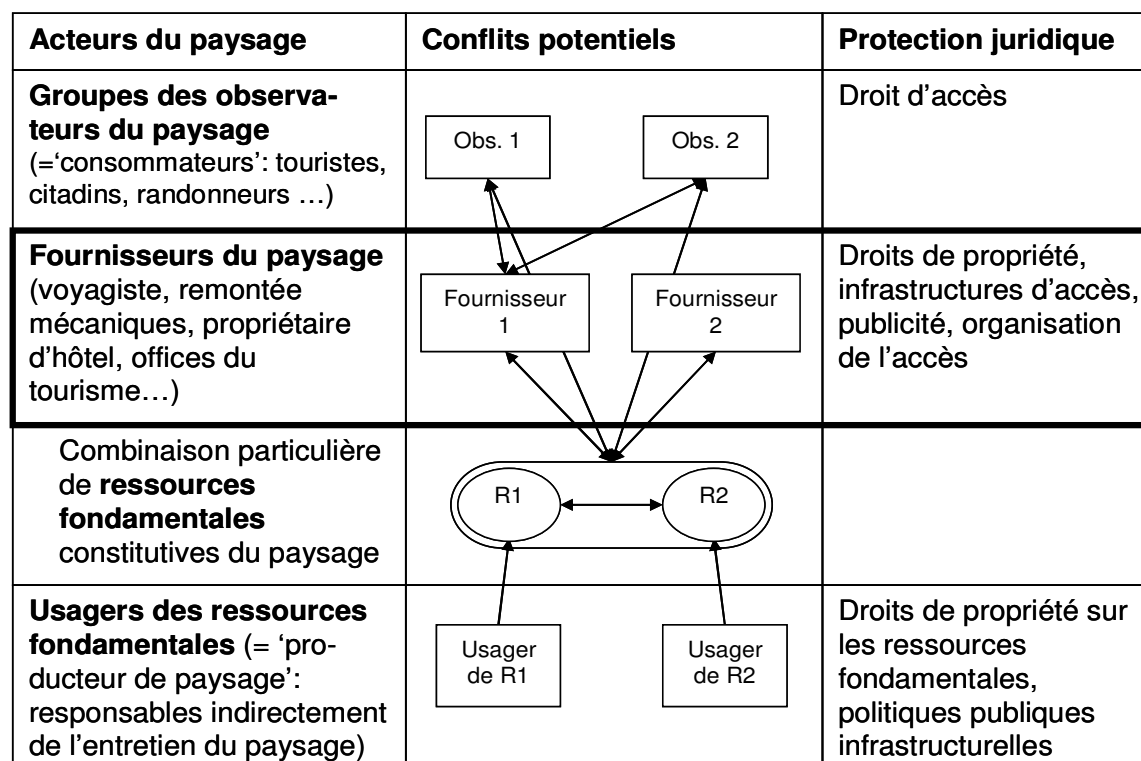 Acteurs du paysage
Conflits potentiels
Protection juridique
Groupes des observa-
teurs du paysage
(=‘consommateurs’: touristes,
citadins, randonneurs …)
Obs. 1
Obs. 2
Droit d’accès
Fournisseurs du paysage
(voyagiste, remontée
mécaniques, propriétaire
d’hôtel, offices du
tourisme…)
Fournisseur
1
Fournisseur
2
Droits de propriété,
infrastructures d’accès,
publicité, organisation
de l’accès
Combinaison particulière
de ressources
fondamentales
constitutives du paysage
R1
R2
Usagers des ressources
fondamentales (= ‘pro-
ducteur de paysage’:
responsables indirectement
de l’entretien du paysage)
Usager
de R1
Usager
de R2
Droits de propriété sur
les ressources
fondamentales,
politiques publiques
infrastructurelles